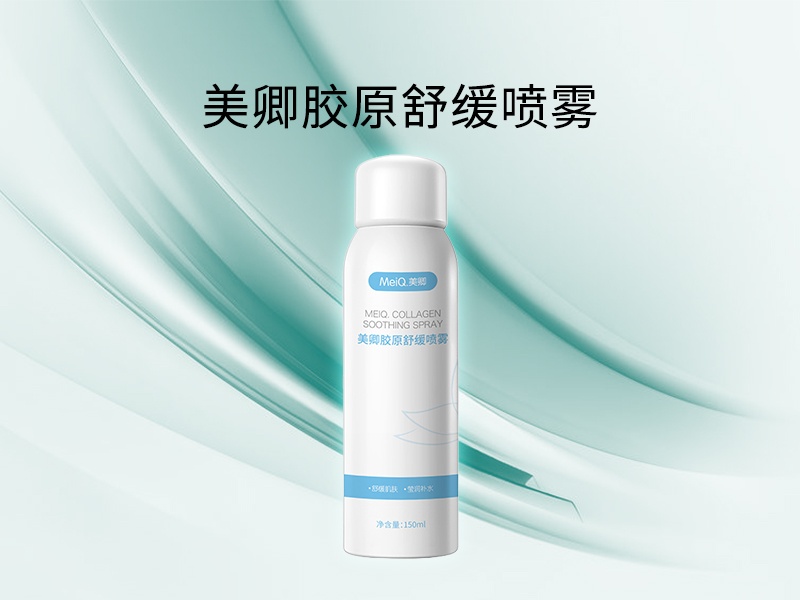 美卿胶原舒缓喷雾
MeiQ.美卿
MEIQ. COLLAGEN
SOOTHING SPRAY
美卿胶原舒缓喷雾
•舒缓肌肤 •莹润补水
净含量:150ml